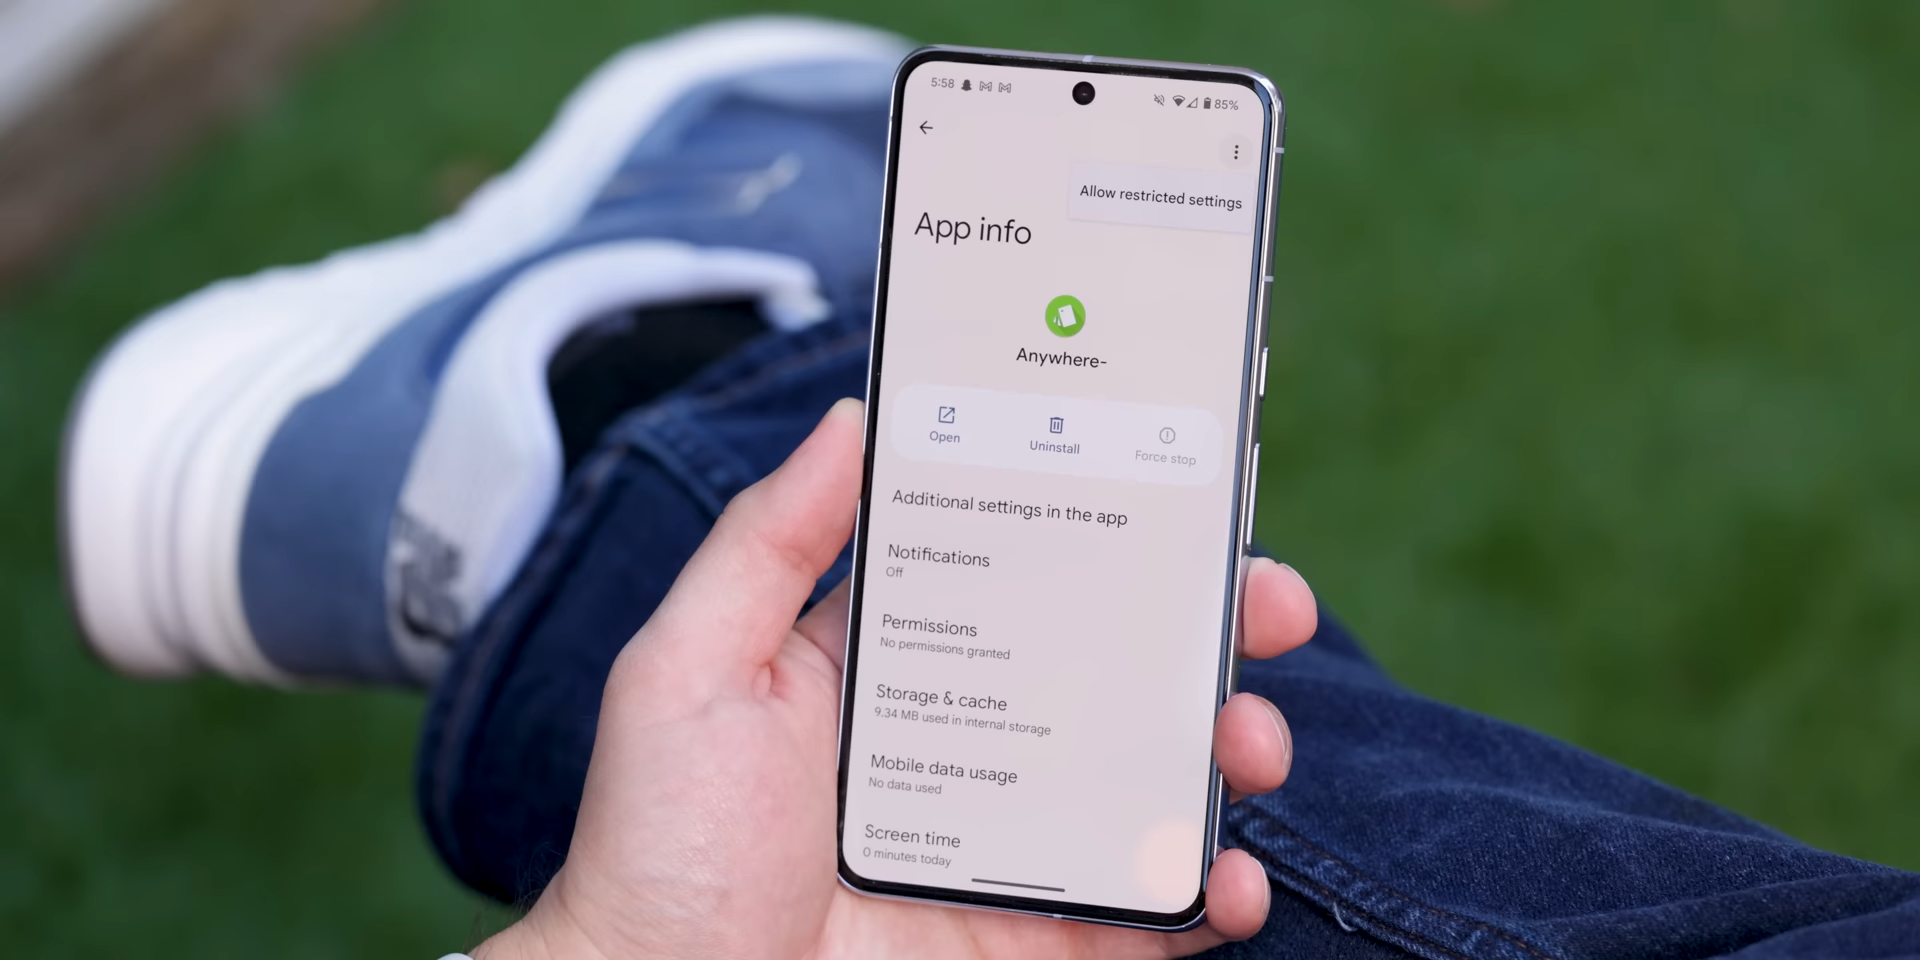 5:58 85%
Allow restricted settings
App info
Anywhere-
Open Uninstall Force stop
Additional settings in the app
Notifications
Off
Permissions
No permissions granted
Storage & cache
9.34 MB used in internal storage
Mobile data usage
No data used
Screen time
0 minutes today